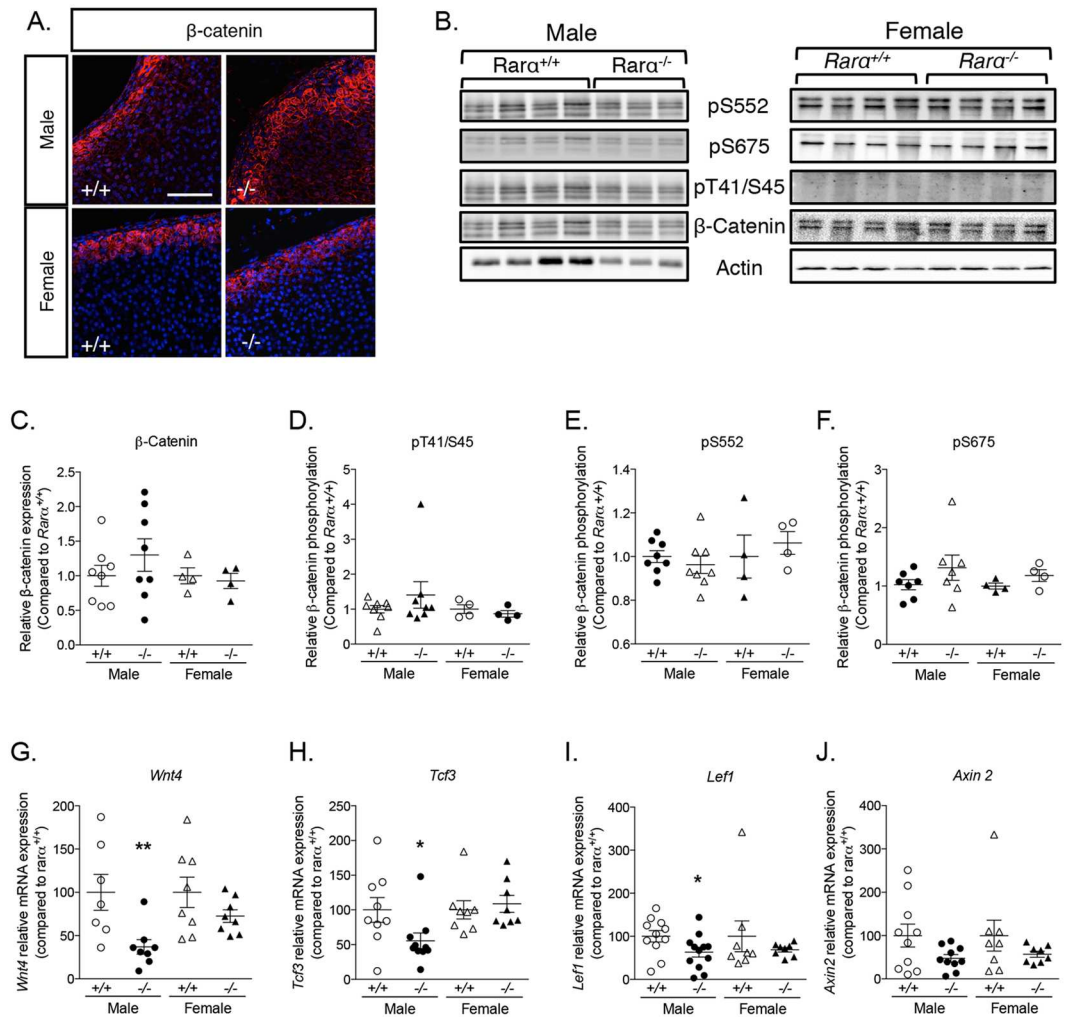 A.
β-catenin
Male
+/+
-/-
Female
+/+
-/-
B.
Male
Female
Rarα+/+
Rarα-/-
Rarα+/+
Rarα-/-
pS552
pS675
pT41/S45
β-Catenin
Actin
C.
β-Catenin
Relative β-catenin expression
(Compared to Rarα+/+)
2.5
2.0
1.5
1.0
0.5
0.0
+/+
-/-
+/+
-/-
Male
Female
D.
pT41/S45
Relative β-catenin phosphorylation
(Compared to Rarα+/+)
5
4
3
2
1
0
+/+
-/-
+/+
-/-
Male
Female
E.
pS552
Relative β-catenin phosphorylation
(Compared to Rarα+/+)
1.4
1.2
1.0
0.8
0.6
+/+
-/-
+/+
-/-
Male
Female
F.
pS675
Relative β-catenin phosphorylation
(Compared to Rarα+/+)
3
2
1
0
+/+
-/-
+/+
-/-
Male
Female
G.
Wnt4
Wnt4 relative mRNA expression
(compared to rarα+/+)
200
150
100
50
0
**
+/+
-/-
+/+
-/-
Male
Female
H.
Tcf3
Tcf3 relative mRNA expression
(compared to rarα+/+)
250
200
150
100
50
0
*
+/+
-/-
+/+
-/-
Male
Female
I.
Lef1
Lef1 relative mRNA expression
(compared to rarα+/+)
400
300
200
100
0
*
+/+
-/-
+/+
-/-
Male
Female
J.
Axin 2
Axin2 relative mRNA expression
(compared to rarα+/+)
400
300
200
100
0
+/+
-/-
+/+
-/-
Male
Female